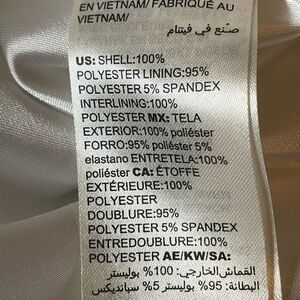 EN VIETNAM/ FABRIQUÉ AU
VIETNAM/
صنع في فيتنام
US: SHELL:100%
POLYESTER LINING:95%
POLYESTER 5% SPANDEX
INTERLINING:100%
POLYESTER MX: TELA
EXTERIOR:100% poliéster
FORRO:95% poliéster 5%
elastano ENTRETELA:100%
poliéster CA: ÉTOFFE
EXTÉRIEURE:100%
POLYESTER
DOUBLURE:95%
POLYESTER 5% SPANDEX
ENTREDOUBLURE:100%
POLYESTER AE/KW/SA:
القماش الخارجي: 100% بوليستر
البطانة: 95% بوليستر 5% سباندیکس